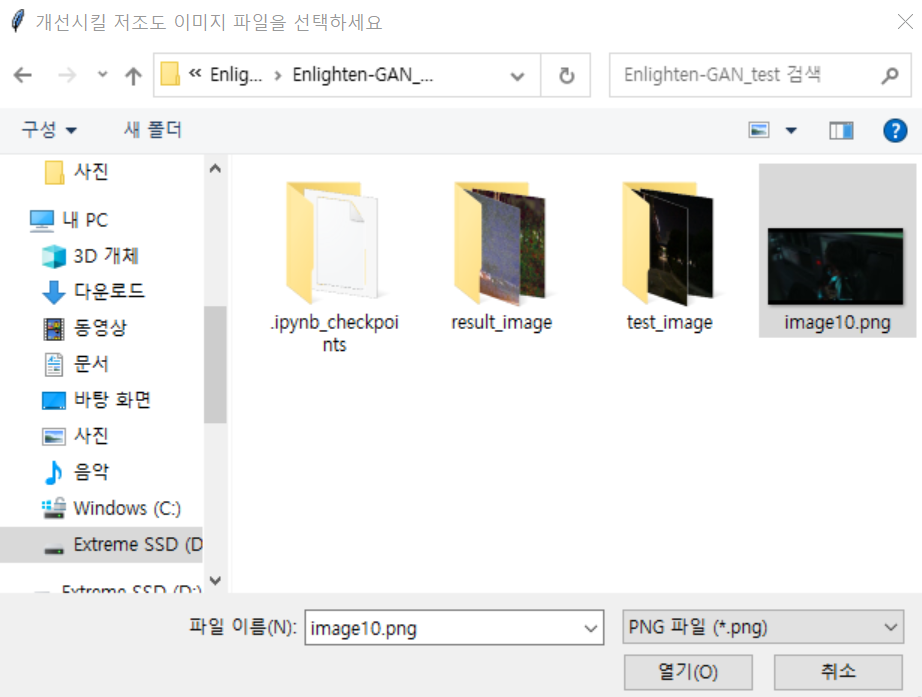 개선시킬 저조도 이미지 파일을 선택하세요
« Enlig... › Enlighten-GAN_...
Enlighten-GAN_test 검색
구성
새 폴더
사진
내 PC
3D 개체
다운로드
동영상
문서
바탕 화면
사진
음악
Windows (C:)
Extreme SSD (D
Extreme SSD (D:)
.ipynb_checkpoi
nts
result_image
test_image
image10.png
파일 이름(N):
image10.png
PNG 파일 (*.png)
열기(O)
취소